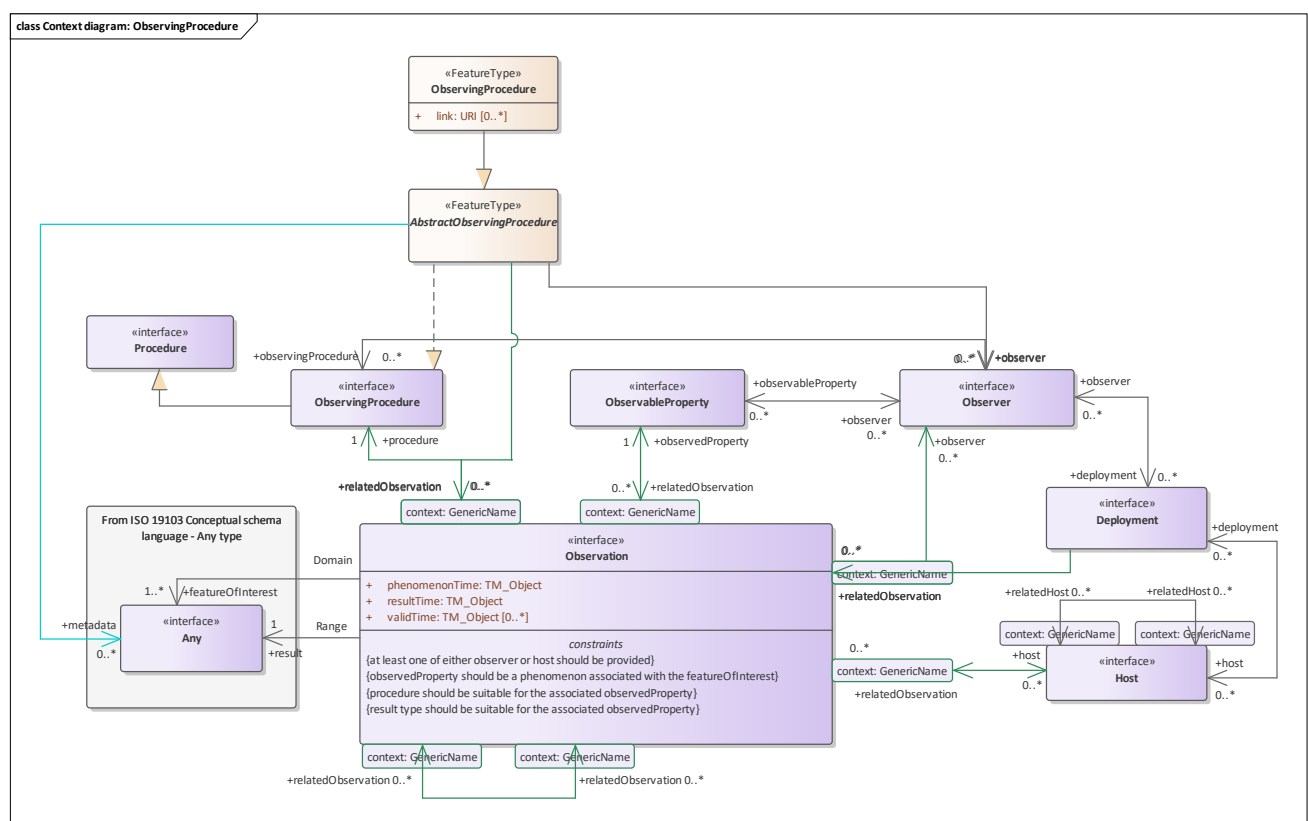 class Context diagram: ObservingProcedure
«FeatureType»
ObservingProcedure
+ link: URI [0..*]
«FeatureType»
AbstractObservingProcedure
«interface»
Procedure
+observingProcedure
0..*
0..*
+observer
«interface»
ObservingProcedure
«interface»
ObservableProperty
+observableProperty
0..*
+observer
0..*
«interface»
Observer
+observer
0..*
1
+procedure
1
+observedProperty
+observer
0..*
+relatedObservation
0..*
0..*
+relatedObservation
+deployment
0..*
context: GenericName
context: GenericName
«interface»
Deployment
+deployment
0..*
From ISO 19103 Conceptual schema
language - Any type
Domain
1..*
+featureOfInterest
«interface»
Observation
+ phenomenonTime: TM_Object
+ resultTime: TM_Object
+ validTime: TM_Object [0..*]
0..*
context: GenericName
+relatedObservation
+relatedHost 0..*
+relatedHost 0..*
«interface»
Any
+metadata
0..*
Range
1
+result
constraints
{at least one of either observer or host should be provided}
{observedProperty should be a phenomenon associated with the featureOfInterest}
{procedure should be suitable for the associated observedProperty}
{result type should be suitable for the associated observedProperty}
0..*
context: GenericName
+relatedObservation
+host
0..*
context: GenericName
context: GenericName
«interface»
Host
+host
0..*
context: GenericName
context: GenericName
+relatedObservation 0..*
+relatedObservation 0..*